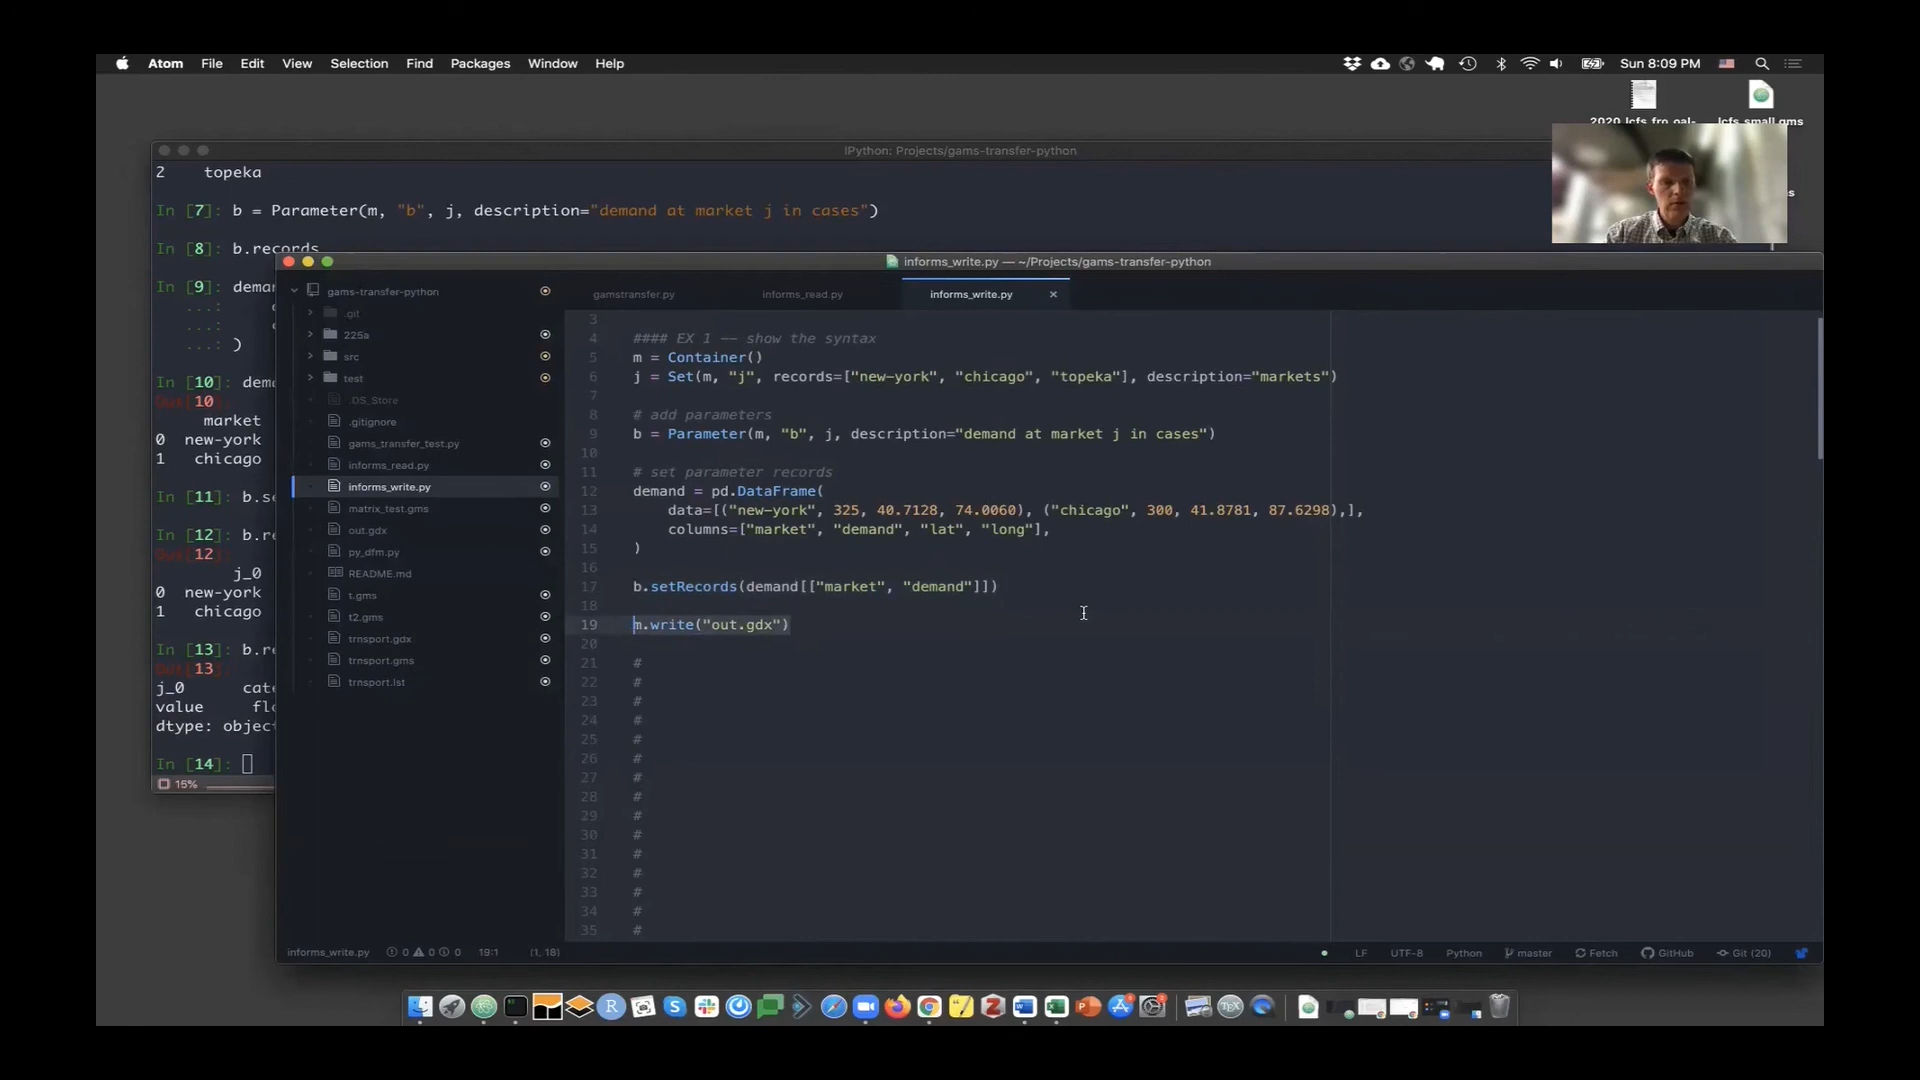 Atom File Edit View Selection Find Packages Window Help
Sun 8:09 PM
lcfs_small.gms
IPython: Projects/gams-transfer-python
2 topeka
In [7]: b = Parameter(m, "b", j, description="demand at market j in cases")
In [8]: b.records
In [9]: dema
...:
...:
...: )
In [10]: dema
Out[10
market
0 new-york
1 chicago
In [11]: b.se
In [12]: b.re
Out[12
j_0
0 new-york
1 chicago
In [13]: b.re
Out[13
j_0 cate
value flo
dtype: object
In [14]:
15%
informs_write.py — ~/Projects/gams-transfer-python
gams-transfer-python
.git
225a
src
test
.DS_Store
.gitignore
gams_transfer_test.py
informs_read.py
informs_write.py
matrix_test.gms
out.gdx
py_dfm.py
README.md
t.gms
t2.gms
trnsport.gdx
trnsport.gms
trnsport.lst
gamstransfer.py informs_read.py informs_write.py
3
4 #### EX 1 -- show the syntax
5 m = Container()
6 j = Set(m, "j", records=["new-york", "chicago", "topeka"], description="markets")
7
8 # add parameters
9 b = Parameter(m, "b", j, description="demand at market j in cases")
10
11 # set parameter records
12 demand = pd.DataFrame(
13 data=[("new-york", 325, 40.7128, 74.0060), ("chicago", 300, 41.8781, 87.6298),],
14 columns=["market", "demand", "lat", "long"],
15 )
16
17 b.setRecords(demand[["market", "demand"]])
18
19 m.write("out.gdx")
20
21 #
22 #
23 #
24 #
25 #
26 #
27 #
28 #
29 #
30 #
31 #
32 #
33 #
34 #
35 #
informs_write.py 0 0 0 19:1 (1, 18)
LF UTF-8 Python master Fetch GitHub Git (20)